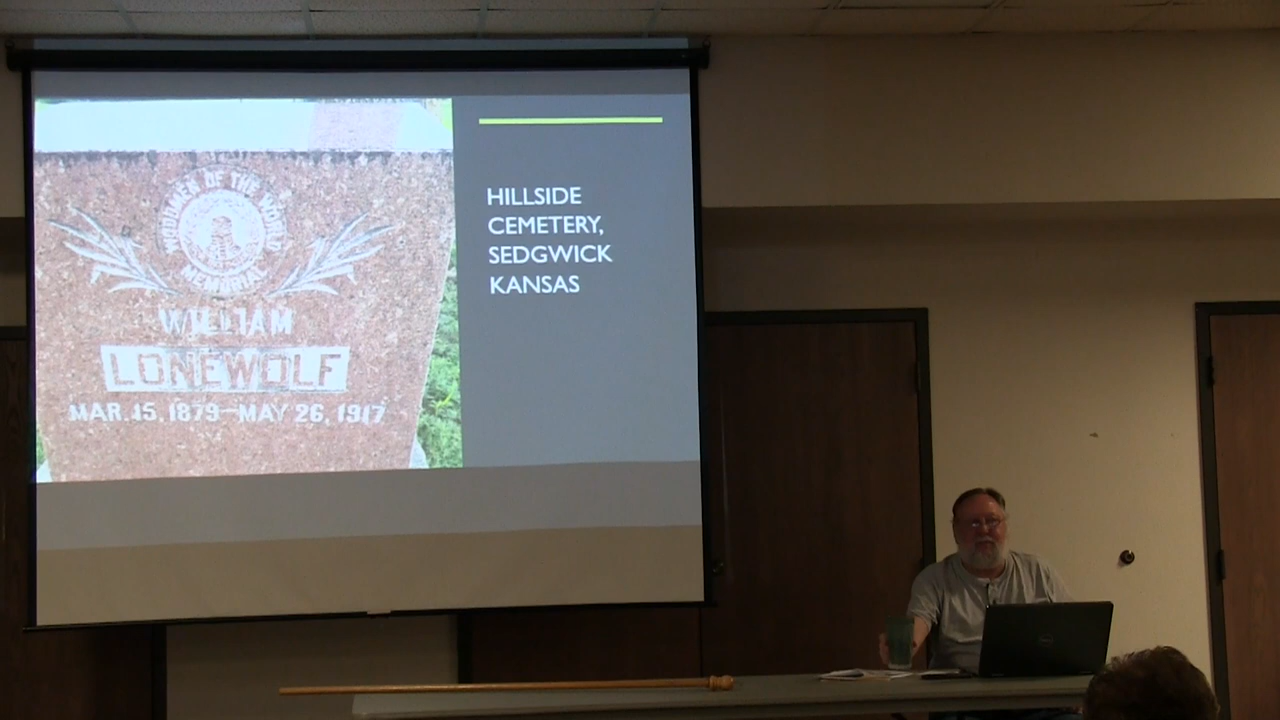 WOODMEN OF THE WORLD
MEMORIAL
WILLIAM
LONEWOLF
MAR. 15, 1879-MAY 26, 1917
HILLSIDE
CEMETERY,
SEDGWICK
KANSAS